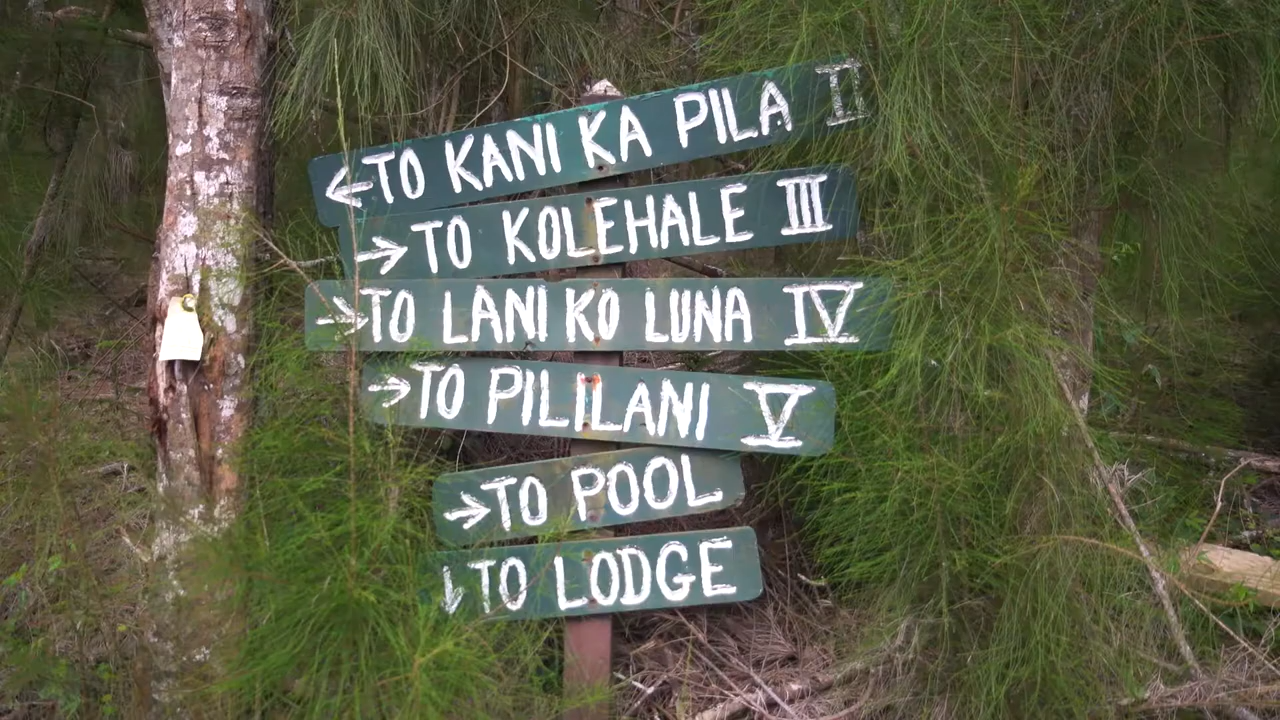 ← TO KANI KA PILA II
→ TO KOLEHALE III
→ TO LANI KO LUNA IV
→ TO PILILANI V
→ TO POOL
↓ TO LODGE